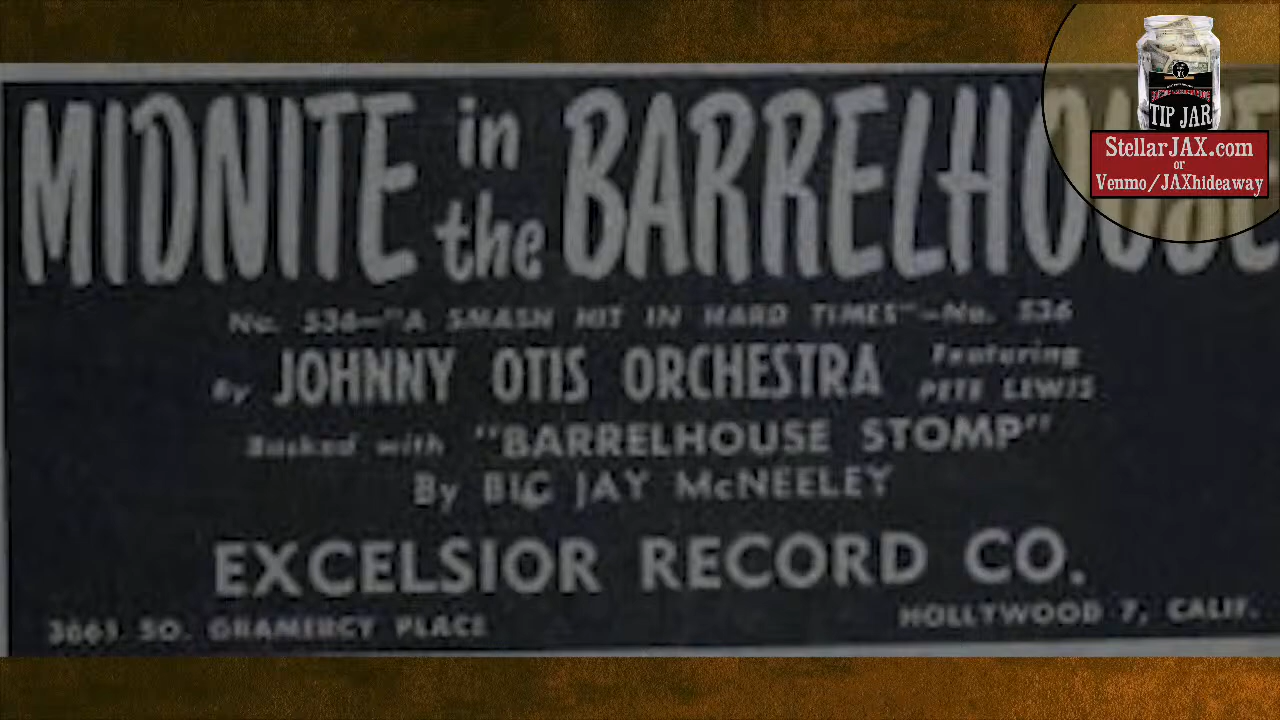 MIDNITE in the BARRELHOUSE
No. 536—"A SMASH HIT IN HARD TIMES"—No. 536
By JOHNNY OTIS ORCHESTRA Featuring PETE LEWIS
Backed with "BARRELHOUSE STOMP"
By BIG JAY McNEELEY
EXCELSIOR RECORD CO.
3661 SO. GRAMERCY PLACE HOLLYWOOD 7, CALIF.
TIP JAR
StellarJAX.com
or
Venmo/JAXhideaway